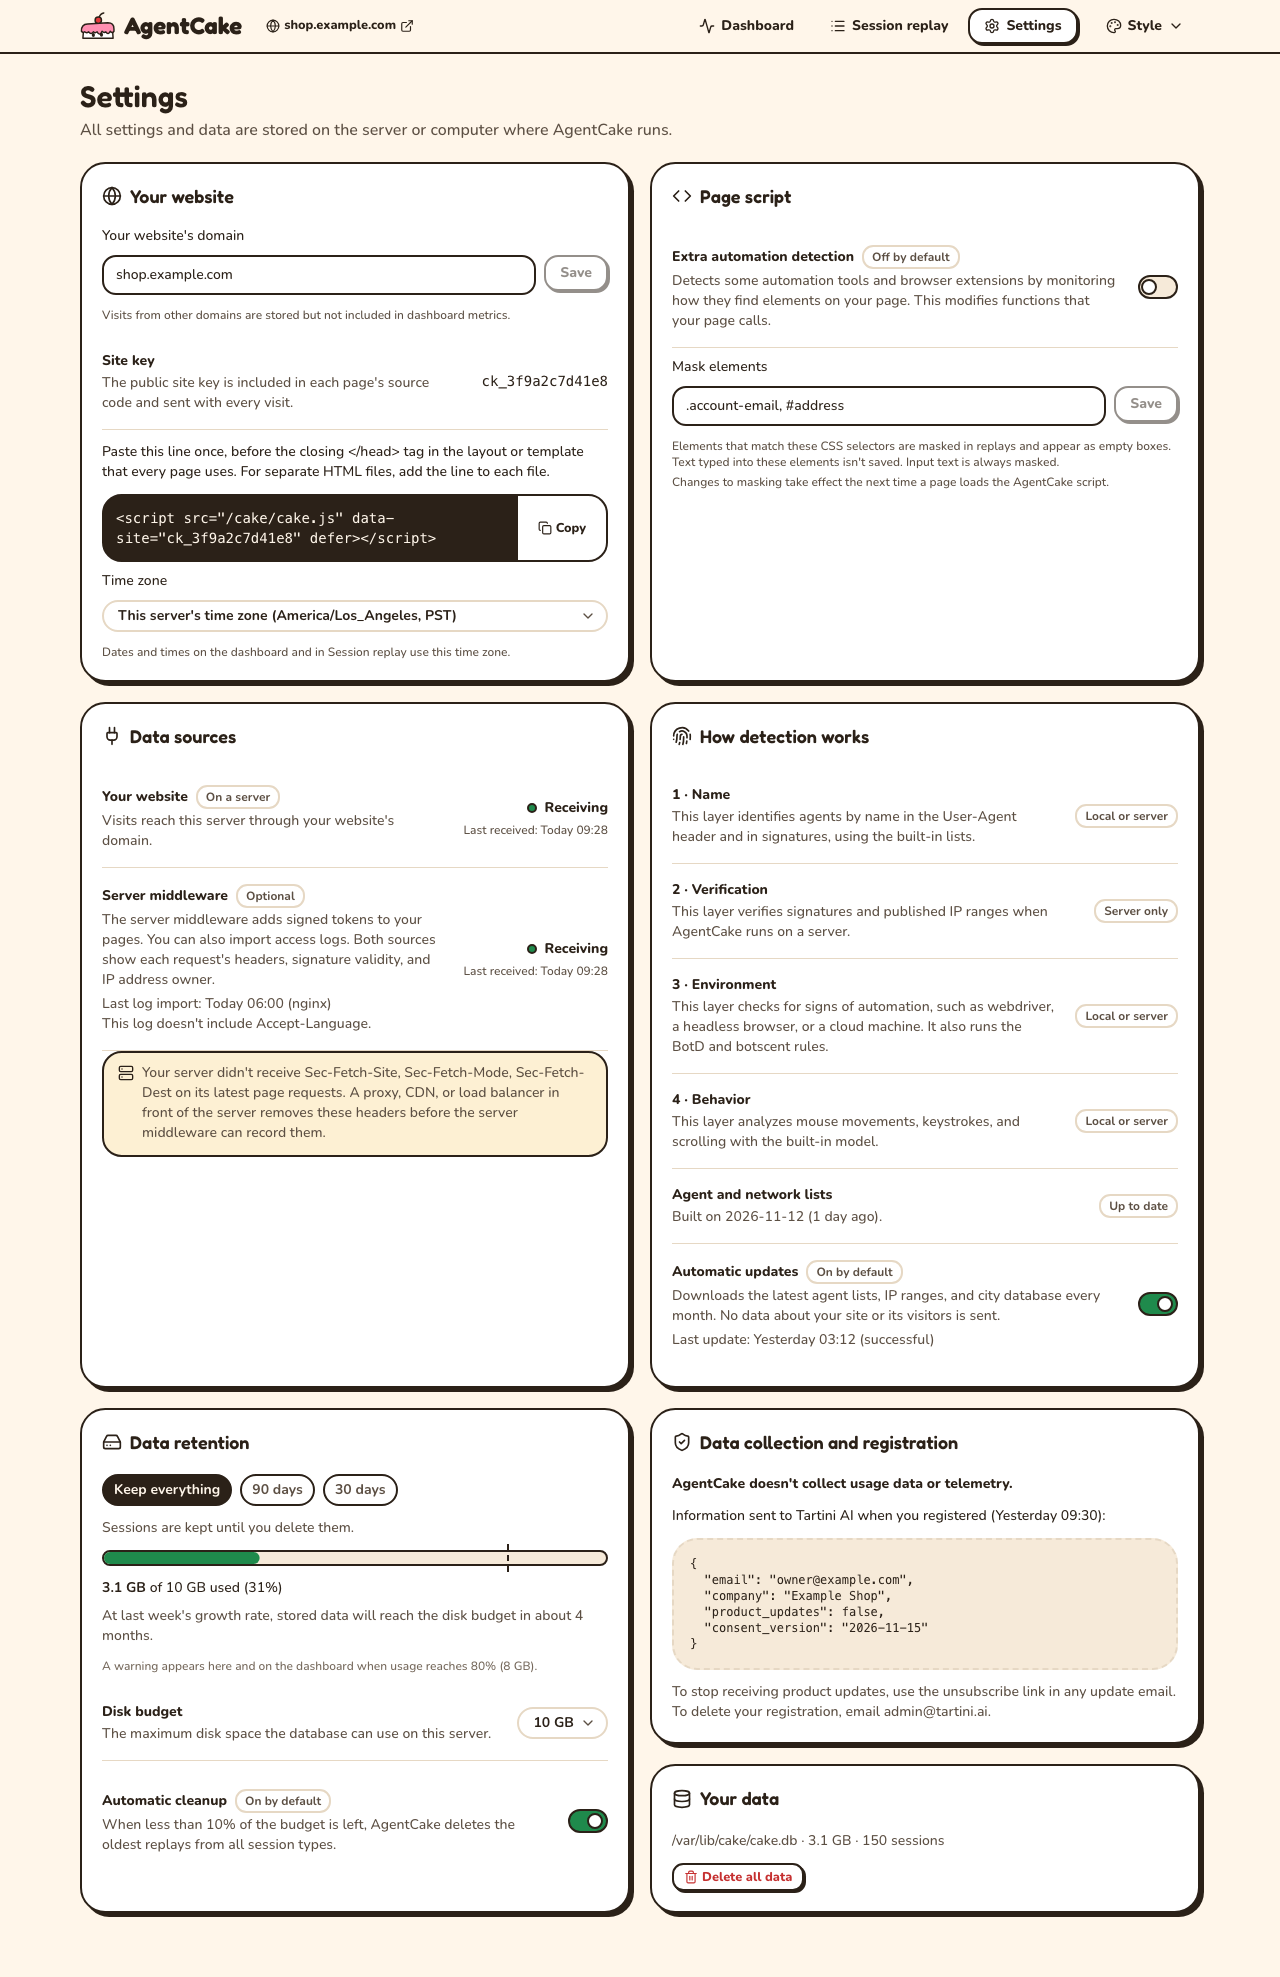 AgentCake
shop.example.com
Dashboard
Session replay
Settings
Style
Settings
All settings and data are stored on the server or computer where AgentCake runs.
Your website
Your website's domain
shop.example.com
Save
Visits from other domains are stored but not included in dashboard metrics.
Site key
The public site key is included in each page's source
code and sent with every visit.
ck_3f9a2c7d41e8
Paste this line once, before the closing </head> tag in the layout or template
that every page uses. For separate HTML files, add the line to each file.
<script src="/cake/cake.js" data-
site="ck_3f9a2c7d41e8" defer></script>
Copy
Time zone
This server's time zone (America/Los_Angeles, PST)
Dates and times on the dashboard and in Session replay use this time zone.
Page script
Extra automation detection
Off by default
Detects some automation tools and browser extensions by monitoring
how they find elements on your page. This modifies functions that
your page calls.
Mask elements
.account-email, #address
Save
Elements that match these CSS selectors are masked in replays and appear as empty boxes.
Text typed into these elements isn't saved. Input text is always masked.
Changes to masking take effect the next time a page loads the AgentCake script.
Data sources
Your website
On a server
Visits reach this server through your website's
domain.
Receiving
Last received: Today 09:28
Server middleware
Optional
The server middleware adds signed tokens to your
pages. You can also import access logs. Both sources
show each request's headers, signature validity, and
IP address owner.
Last log import: Today 06:00 (nginx)
This log doesn't include Accept-Language.
Receiving
Last received: Today 09:28
Your server didn't receive Sec-Fetch-Site, Sec-Fetch-Mode, Sec-Fetch-
Dest on its latest page requests. A proxy, CDN, or load balancer in
front of the server removes these headers before the server
middleware can record them.
How detection works
1 · Name
This layer identifies agents by name in the User-Agent
header and in signatures, using the built-in lists.
Local or server
2 · Verification
This layer verifies signatures and published IP ranges when
AgentCake runs on a server.
Server only
3 · Environment
This layer checks for signs of automation, such as webdriver,
a headless browser, or a cloud machine. It also runs the
BotD and botscent rules.
Local or server
4 · Behavior
This layer analyzes mouse movements, keystrokes, and
scrolling with the built-in model.
Local or server
Agent and network lists
Built on 2026-11-12 (1 day ago).
Up to date
Automatic updates
On by default
Downloads the latest agent lists, IP ranges, and city database every
month. No data about your site or its visitors is sent.
Last update: Yesterday 03:12 (successful)
Data retention
Keep everything
90 days
30 days
Sessions are kept until you delete them.
3.1 GB of 10 GB used (31%)
At last week's growth rate, stored data will reach the disk budget in about 4
months.
A warning appears here and on the dashboard when usage reaches 80% (8 GB).
Disk budget
The maximum disk space the database can use on this server.
10 GB
Automatic cleanup
On by default
When less than 10% of the budget is left, AgentCake deletes the
oldest replays from all session types.
Data collection and registration
AgentCake doesn't collect usage data or telemetry.
Information sent to Tartini AI when you registered (Yesterday 09:30):
{
"email": "owner@example.com",
"company": "Example Shop",
"product_updates": false,
"consent_version": "2026-11-15"
}
To stop receiving product updates, use the unsubscribe link in any update email.
To delete your registration, email admin@tartini.ai.
Your data
/var/lib/cake/cake.db · 3.1 GB · 150 sessions
Delete all data